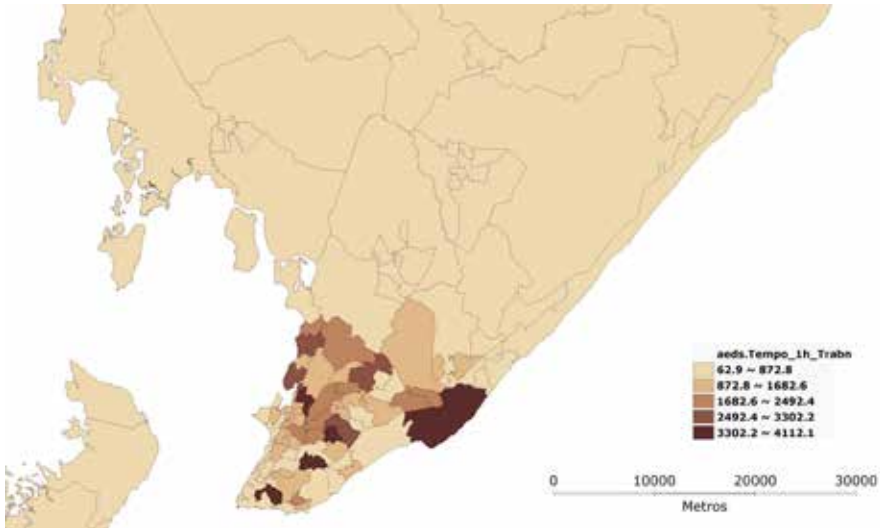 aeds.Tempo_1h_Trabn
62.9 ~ 872.8
872.8 ~ 1682.6
1682.6 ~ 2492.4
2492.4 ~ 3302.2
3302.2 ~ 4112.1
0 10000 20000 30000
Metros